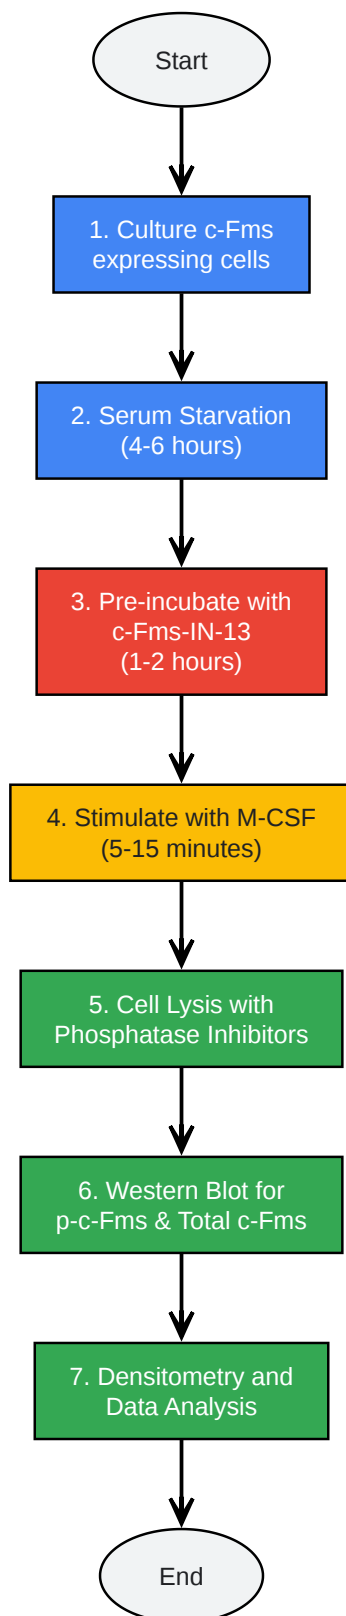 Start
1. Culture c-Fms
expressing cells
2. Serum Starvation
(4-6 hours)
3. Pre-incubate with
c-Fms-IN-13
(1-2 hours)
4. Stimulate with M-CSF
(5-15 minutes)
5. Cell Lysis with
Phosphatase Inhibitors
6. Western Blot for
p-c-Fms & Total c-Fms
7. Densitometry and
Data Analysis
End